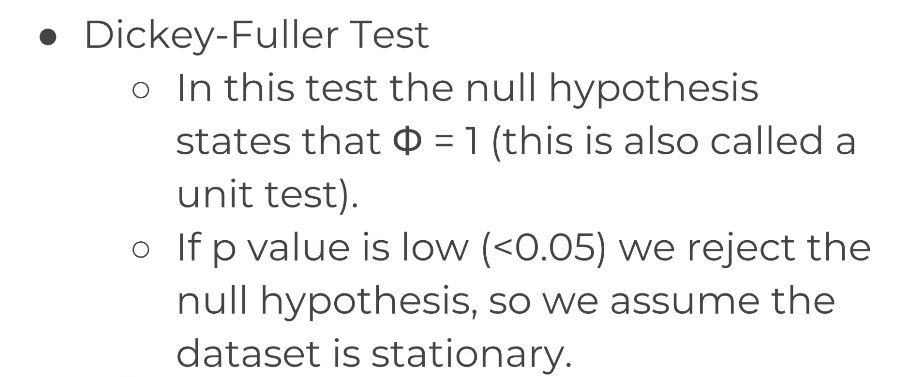 ● Dickey-Fuller Test
○ In this test the null hypothesis
states that Φ = 1 (this is also called a
unit test).
○ If p value is low (<0.05) we reject the
null hypothesis, so we assume the
dataset is stationary.